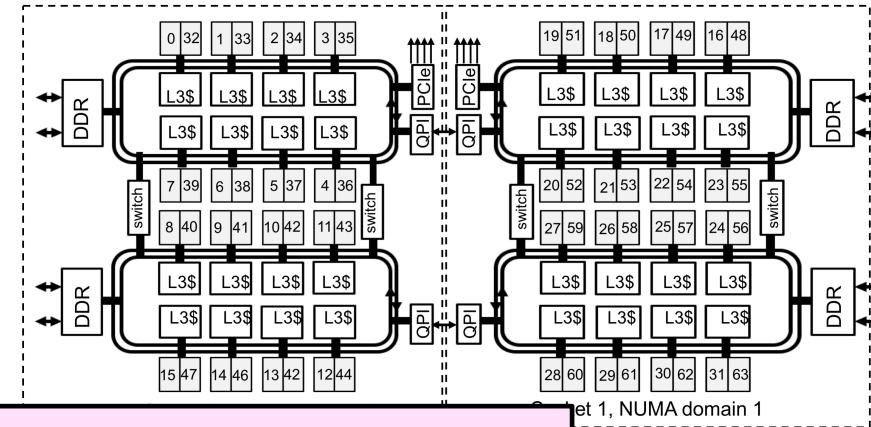 0 32 1 33 2 34 3 35 19 51 18 50 17 49 16 48
PCIe PCIe
L3$ L3$ L3$ L3$ L3$ L3$ L3$ L3$
DDR DDR
QPI QPI
L3$ L3$ L3$ L3$ L3$ L3$ L3$ L3$
7 39 6 38 5 37 4 36 20 52 21 53 22 54 23 55
switch switch switch switch
8 40 9 41 10 42 11 43 27 59 26 58 25 57 24 56
L3$ L3$ L3$ L3$ L3$ L3$ L3$ L3$
DDR DDR
L3$ L3$ L3$ L3$ L3$ L3$ L3$ L3$
QPI QPI
15 47 14 46 13 42 12 44 28 60 29 61 30 62 31 63
et 1, NUMA domain 1